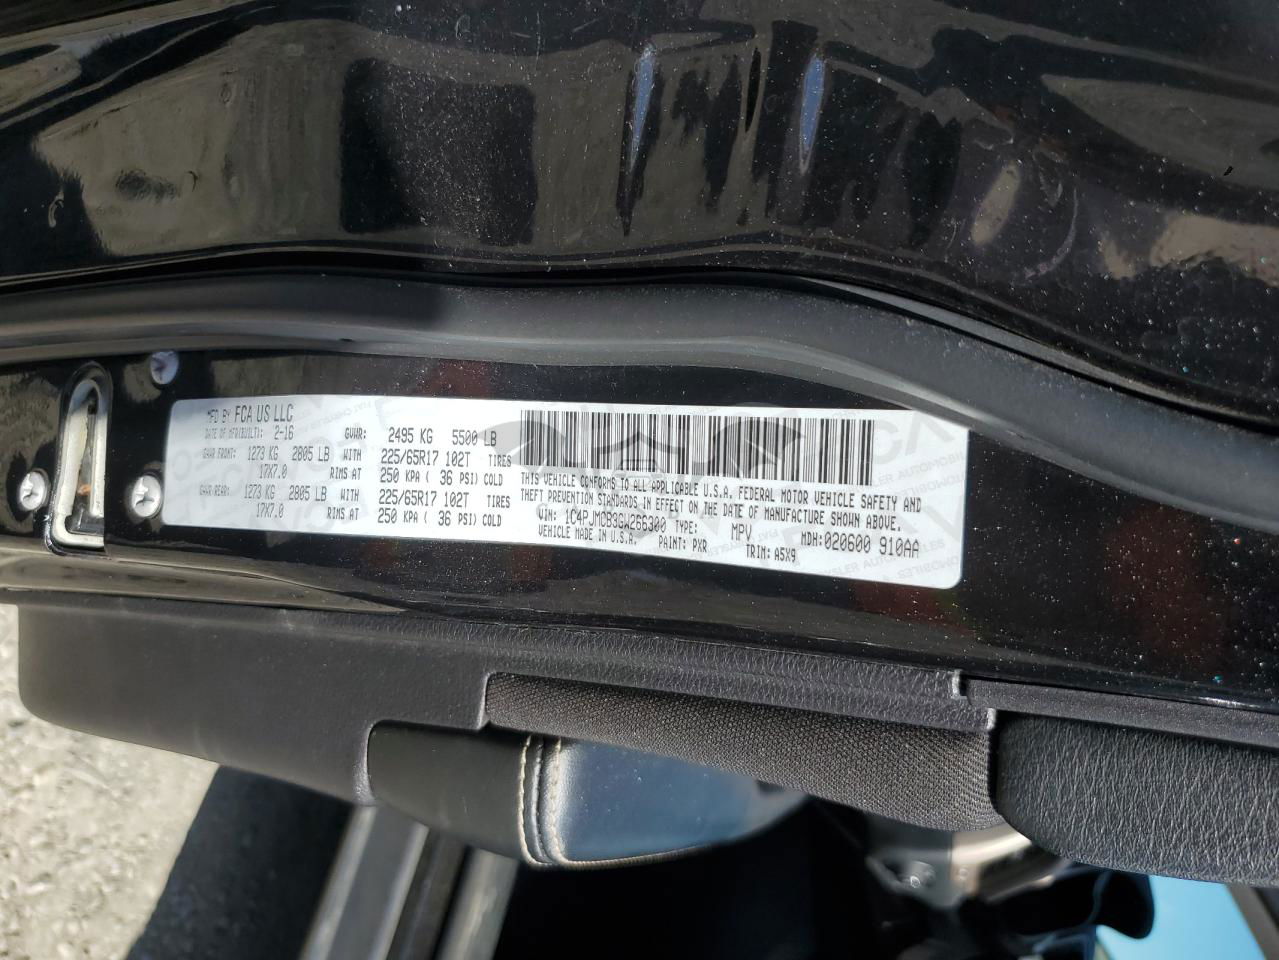 MFD BY FCA US LLC
DATE OF MFR(BUILT): 2-16 GVWR: 2495 KG 5500 LB
GAWR FRONT: 1273 KG 2805 LB WITH 225/65R17 102T TIRES
17X7.0 RIMS AT 250 KPA ( 36 PSI) COLD
GAWR REAR: 1273 KG 2805 LB WITH 225/65R17 102T TIRES
17X7.0 RIMS AT 250 KPA ( 36 PSI) COLD
THIS VEHICLE CONFORMS TO ALL APPLICABLE U.S.A. FEDERAL MOTOR VEHICLE SAFETY AND
THEFT PREVENTION STANDARDS IN EFFECT ON THE DATE OF MANUFACTURE SHOWN ABOVE.
VIN: 1C4PJMCB3GW266300 TYPE: MPV MDH:020600 910AA
VEHICLE MADE IN U.S.A. PAINT: PXR TRIM: A5X9